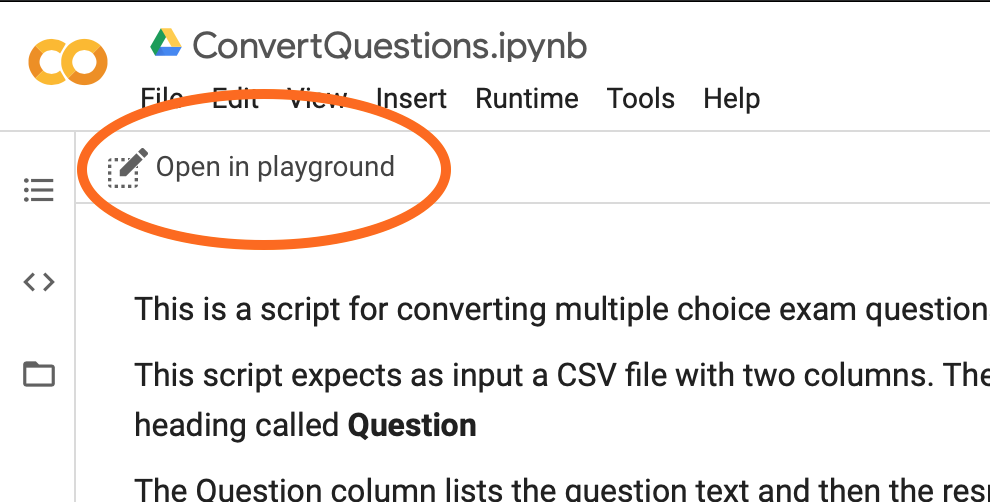 ConvertQuestions.ipynb
File Edit View Insert Runtime Tools Help
Open in playground
This is a script for converting multiple choice exam question
This script expects as input a CSV file with two columns. The
heading called Question
The Question column lists the question text and then the resp